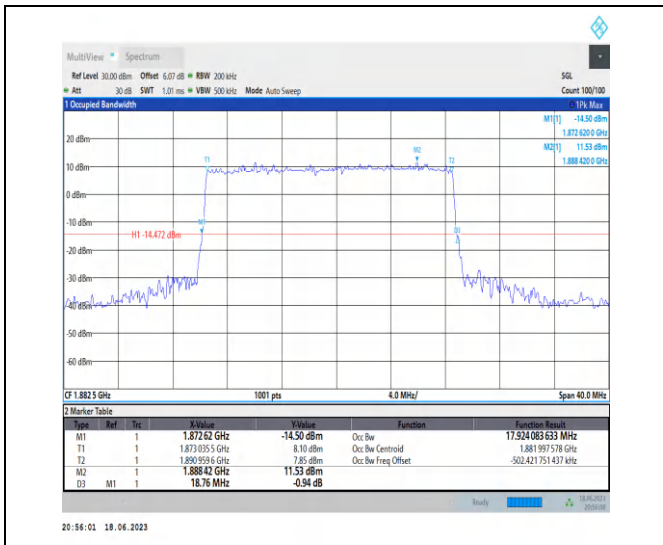 MultiView Spectrum
Ref Level 30.00 dBm Offset 6.07 dB RBW 200 kHz SGL
Att 30 dB SWT 1.01 ms VBW 500 kHz Mode Auto Sweep Count 100/100
1 Occupied Bandwidth 1Pk Max
M1[1] -14.50 dBm
1.872 620 0 GHz
M2[1] 11.53 dBm
1.888 420 0 GHz
20 dBm
10 dBm
0 dBm
-10 dBm
-30 dBm
-40 dBm
-50 dBm
-60 dBm
T1
M2
T2
M1
H1 -14.472 dBm
D3
CF 1.882 5 GHz 1001 pts 4.0 MHz/ Span 40.0 MHz
2 Marker Table
Type Ref Trc X-Value Y-Value Function Function Result
M1 1 1.872 62 GHz -14.50 dBm Occ Bw 17.924 083 633 MHz
T1 1 1.873 035 5 GHz 8.10 dBm Occ Bw Centroid 1.881 997 578 GHz
T2 1 1.890 959 6 GHz 7.85 dBm Occ Bw Freq Offset -502.421 751 437 kHz
M2 1 1.888 42 GHz 11.53 dBm
D3 M1 1 18.76 MHz -0.94 dB
Ready 18.06.2023
20:56:00
20:56:01 18.06.2023